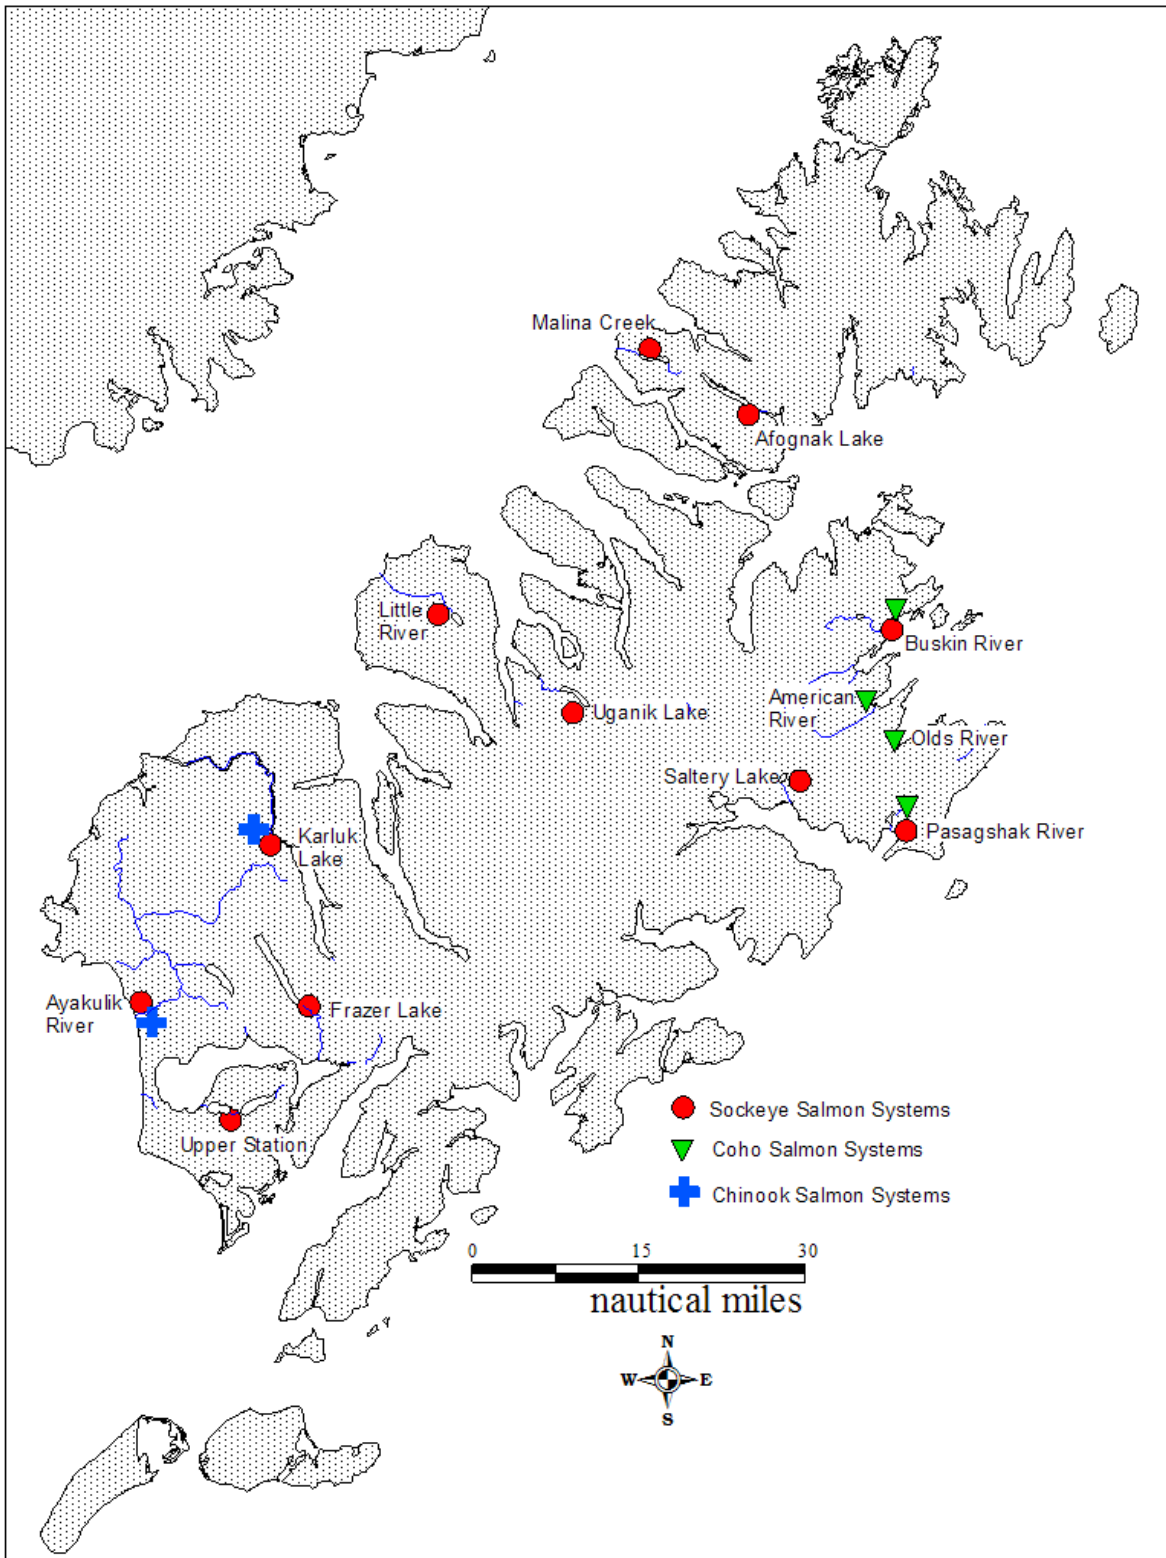 Malina Creek
Afognak Lake
Little
River
Buskin River
American
River
Uganik Lake
Olds River
Saltery Lake
Pasagshak River
Karluk
Lake
Ayakulik
River
Frazer Lake
Upper Station
Sockeye Salmon Systems
Coho Salmon Systems
Chinook Salmon Systems
0 15 30
nautical miles
N
W E
S